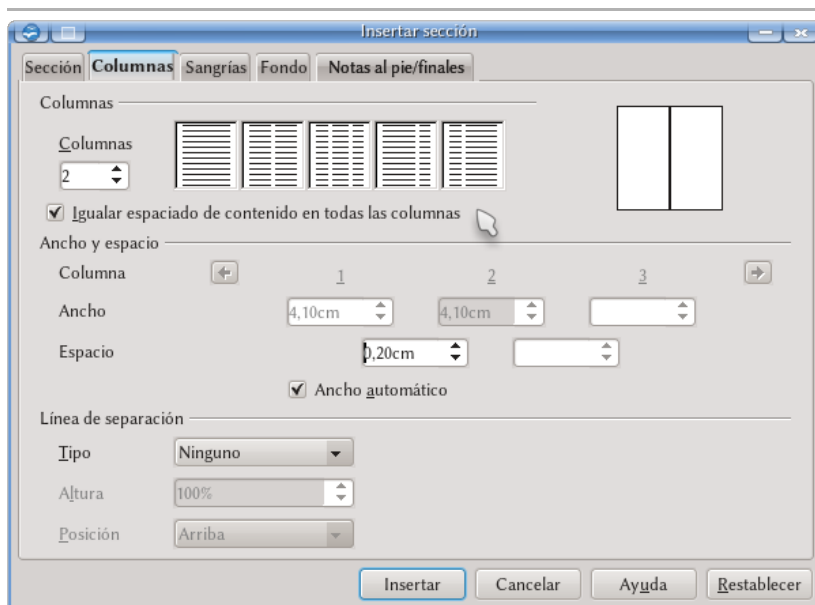 Insertar sección
Sección Columnas Sangrías Fondo Notas al pie/finales
Columnas
Columnas
2
Igualar espaciado de contenido en todas las columnas
Ancho y espacio
Columna 1 2 3
Ancho 4,10cm 4,10cm
Espacio 0,20cm
Ancho automático
Línea de separación
Tipo Ninguno
Altura 100%
Posición Arriba
Insertar Cancelar Ayuda Restablecer